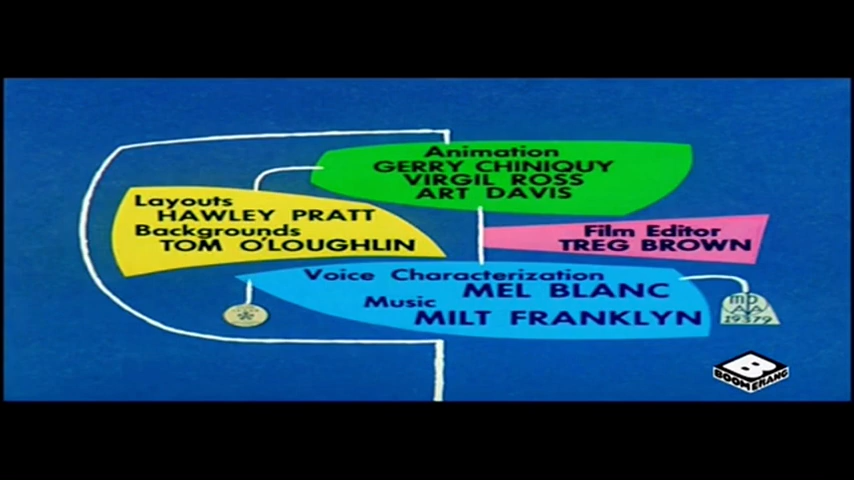 Animation
GERRY CHINIQUY
VIRGIL ROSS
ART DAVIS
Layouts
HAWLEY PRATT
Backgrounds
TOM O'LOUGHLIN
Film Editor
TREG BROWN
Voice Characterization
MEL BLANC
Music
MILT FRANKLYN
19379
BOOMERANG